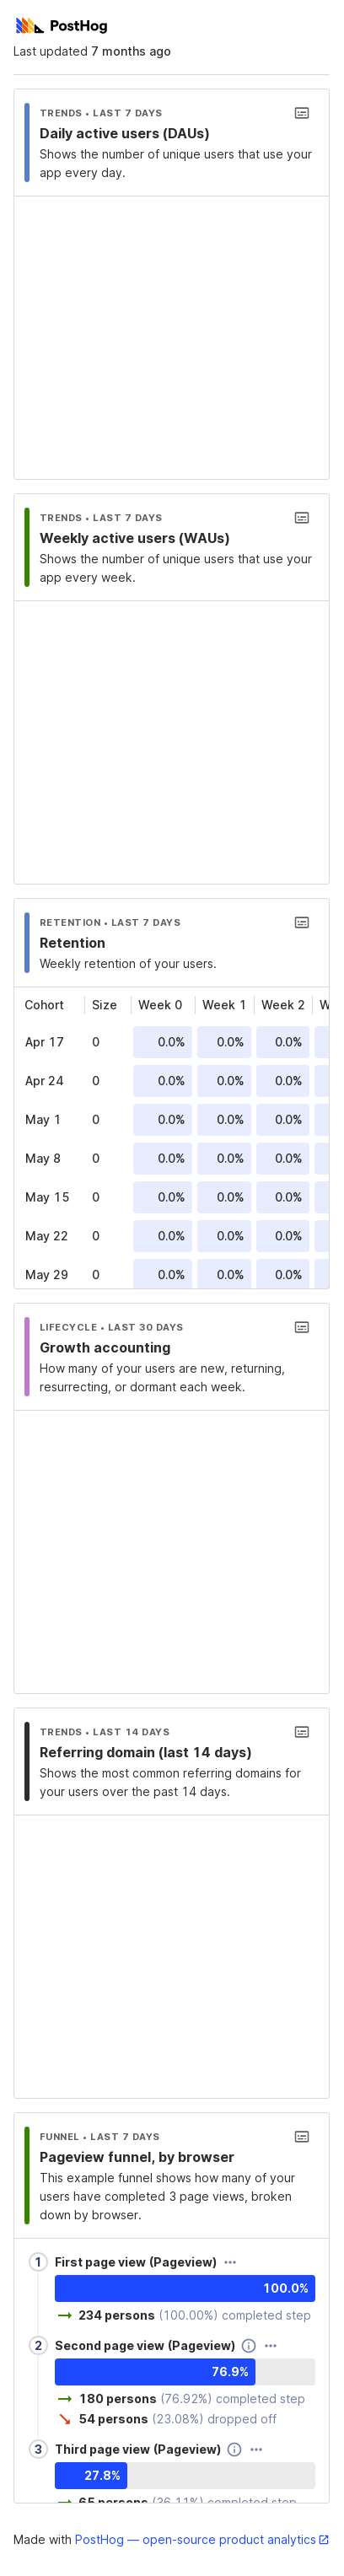 PostHog
Last updated 7 months ago
TRENDS • LAST 7 DAYS
Daily active users (DAUs)
Shows the number of unique users that use your
app every day.
TRENDS • LAST 7 DAYS
Weekly active users (WAUs)
Shows the number of unique users that use your
app every week.
RETENTION • LAST 7 DAYS
Retention
Weekly retention of your users.
Cohort Size Week 0 Week 1 Week 2 W
Apr 17 0 0.0% 0.0% 0.0%
Apr 24 0 0.0% 0.0% 0.0%
May 1 0 0.0% 0.0% 0.0%
May 8 0 0.0% 0.0% 0.0%
May 15 0 0.0% 0.0% 0.0%
May 22 0 0.0% 0.0% 0.0%
May 29 0 0.0% 0.0% 0.0%
LIFECYCLE • LAST 30 DAYS
Growth accounting
How many of your users are new, returning,
resurrecting, or dormant each week.
TRENDS • LAST 14 DAYS
Referring domain (last 14 days)
Shows the most common referring domains for
your users over the past 14 days.
FUNNEL • LAST 7 DAYS
Pageview funnel, by browser
This example funnel shows how many of your
users have completed 3 page views, broken
down by browser.
1 First page view (Pageview)
100.0%
234 persons (100.00%) completed step
2 Second page view (Pageview)
76.9%
180 persons (76.92%) completed step
54 persons (23.08%) dropped off
3 Third page view (Pageview)
27.8%
65 persons (36.11%) completed step
Made with PostHog — open-source product analytics